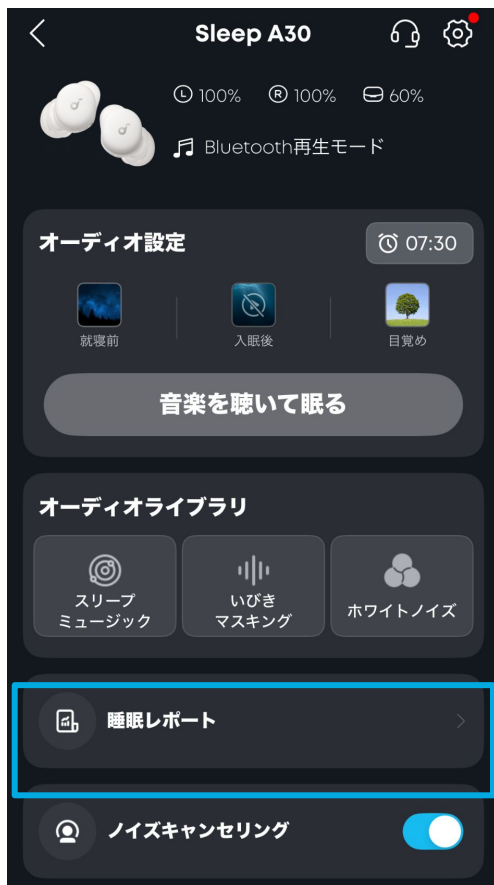 Sleep A30
L 100% R 100% 60%
Bluetooth再生モード
オーディオ設定
07:30
就寝前
入眠後
目覚め
音楽を聴いて眠る
オーディオライブラリ
スリープ
ミュージック
いびき
マスキング
ホワイトノイズ
睡眠レポート
ノイズキャンセリング